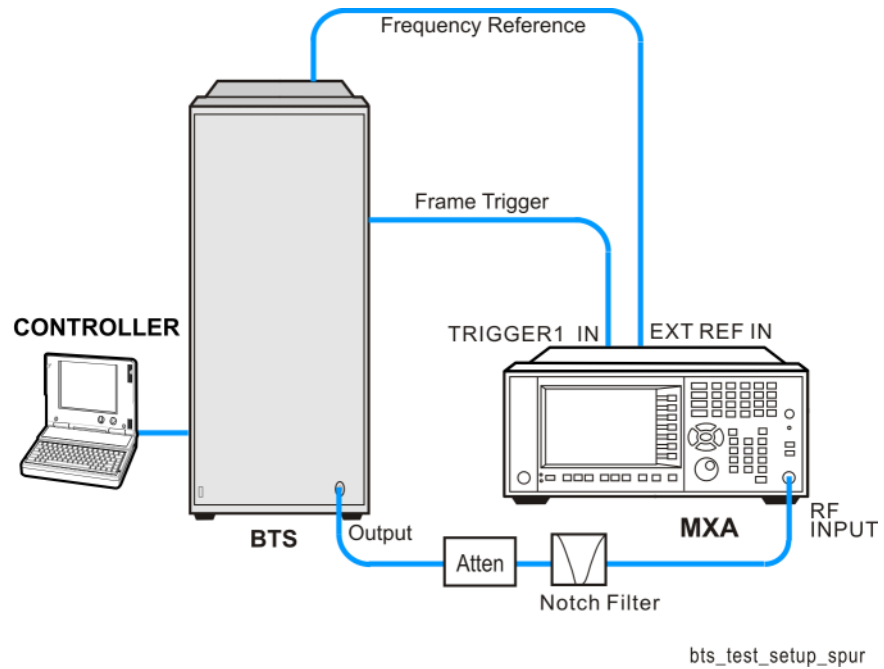 Frequency Reference
Frame Trigger
CONTROLLER
TRIGGER1 IN
EXT REF IN
BTS
Output
Atten
Notch Filter
MXA
RF
INPUT
bts_test_setup_spur